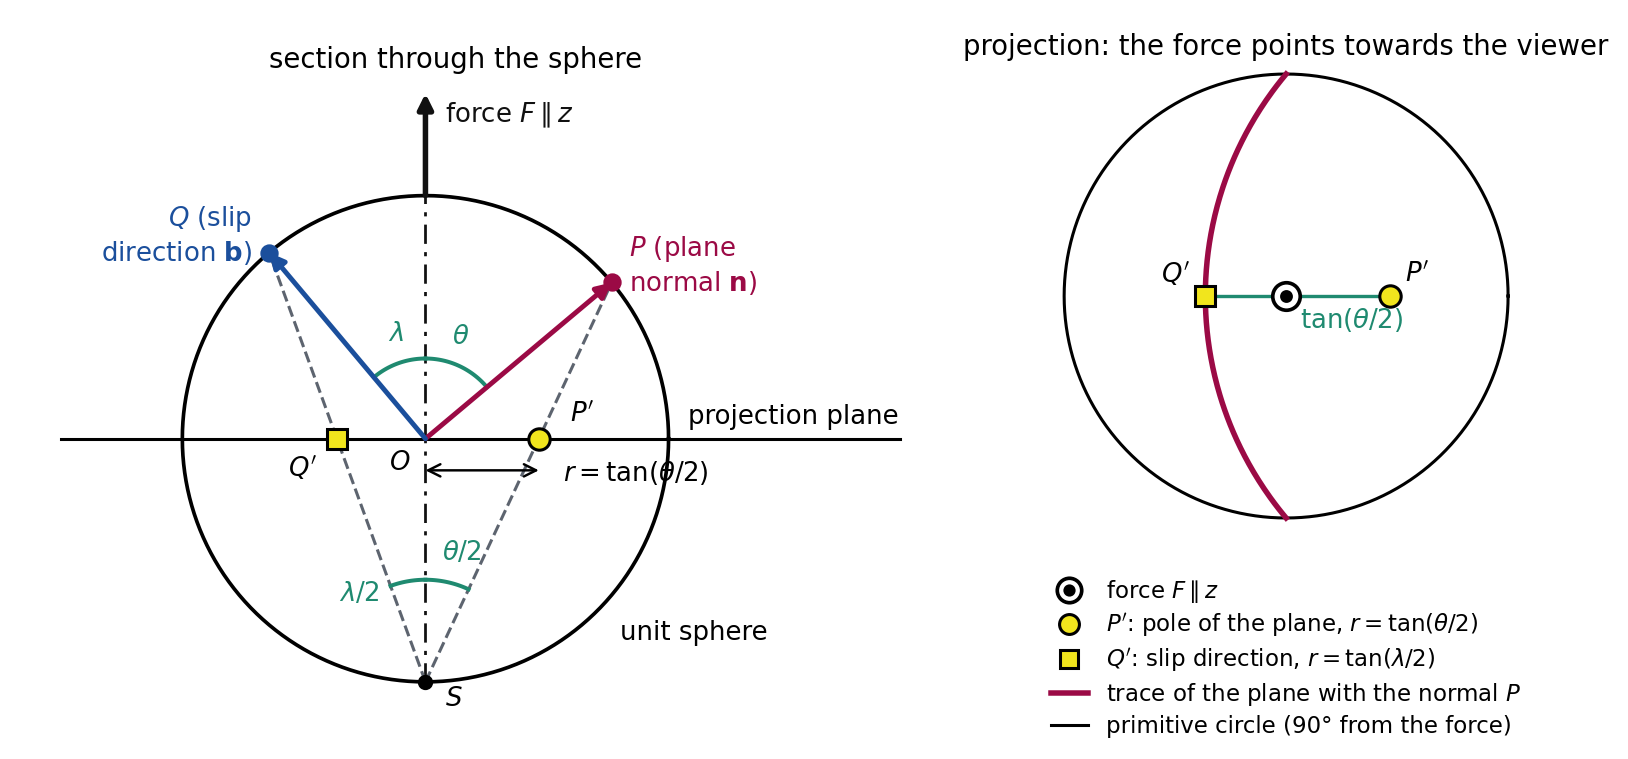 section through the sphere
force F ∥ z
Q (slip
direction b)
P (plane
normal n)
λ
θ
projection plane
P′
Q′
O
r = tan(θ/2)
θ/2
λ/2
unit sphere
S
projection: the force points towards the viewer
Q′
P′
tan(θ/2)
force F ∥ z
P′: pole of the plane, r = tan(θ/2)
Q′: slip direction, r = tan(λ/2)
trace of the plane with the normal P
primitive circle (90° from the force)